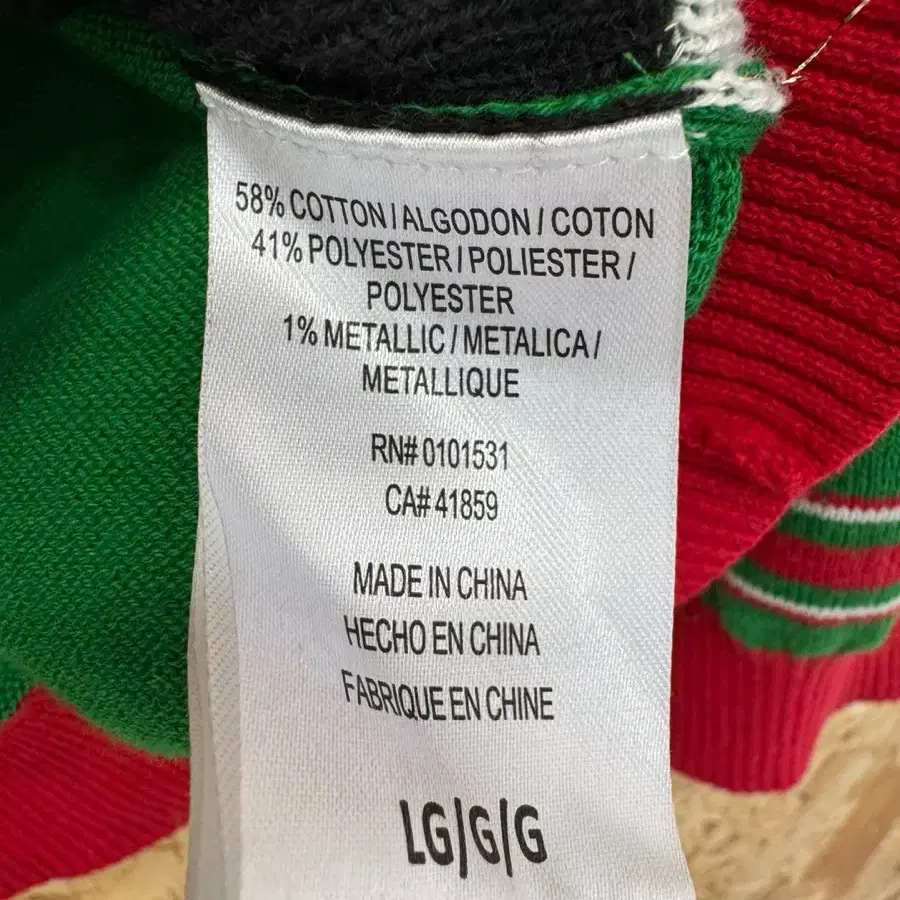 58% COTTON/ALGODON/COTON
41% POLYESTER/POLIESTER/
POLYESTER
1% METALLIC/METALICA/
METALLIQUE
RN# 0101531
CA# 41859
MADE IN CHINA
HECHO EN CHINA
FABRIQUE EN CHINE
LG/G/G